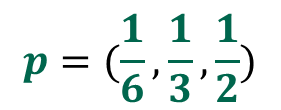 p = (1/6, 1/3, 1/2)